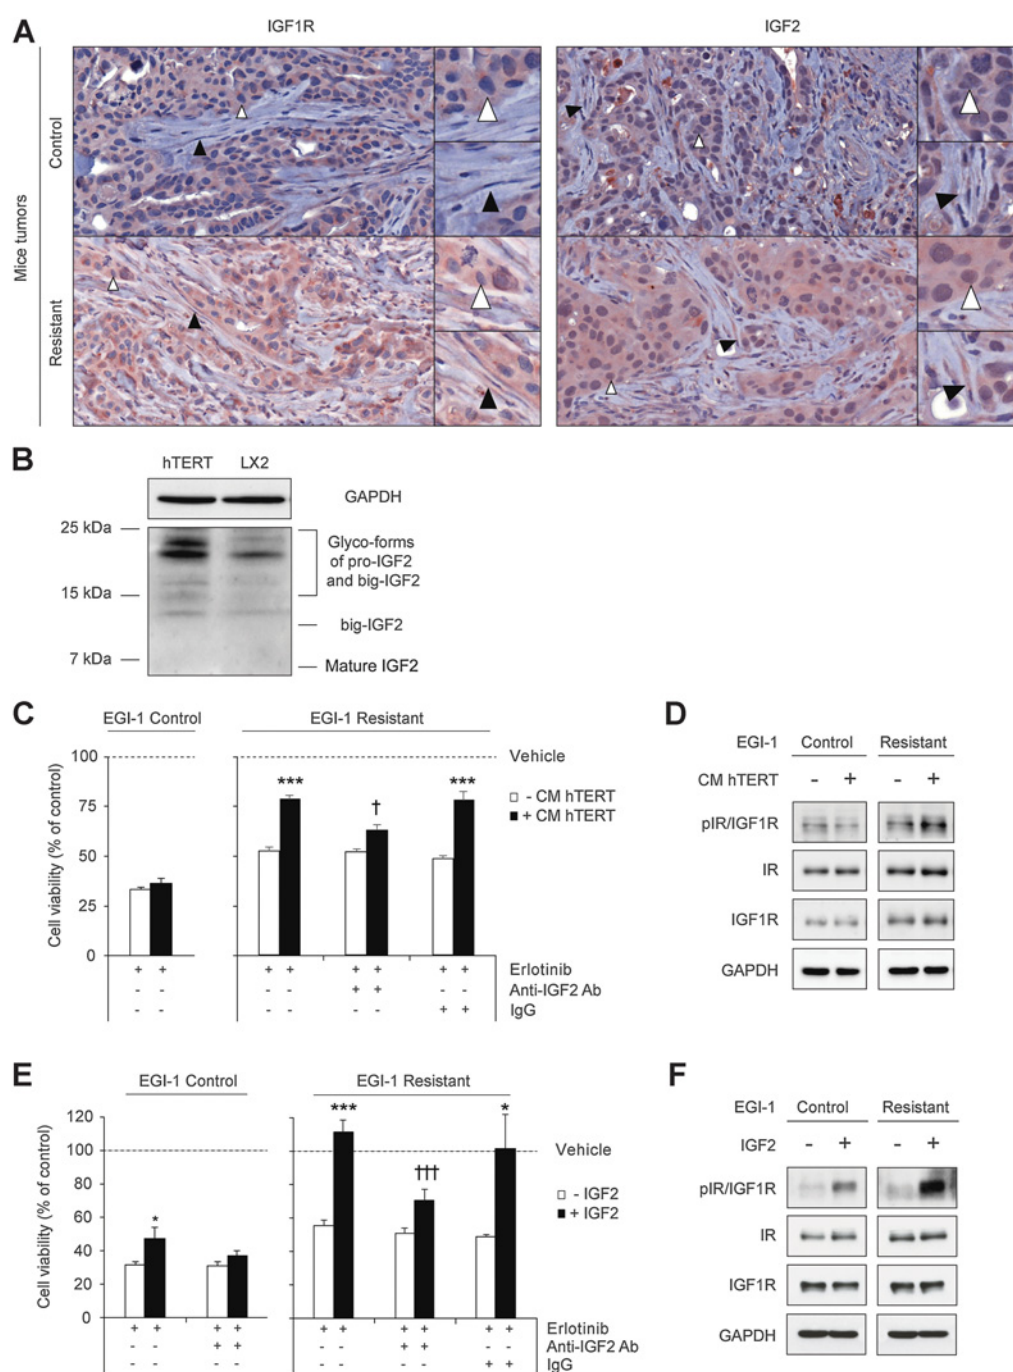 A
IGF1R
IGF2
Mice tumors
Control
Resistant
B
hTERT LX2
GAPDH
25 kDa
Glyco-forms
of pro-IGF2
and big-IGF2
15 kDa
big-IGF2
7 kDa
Mature IGF2
C
EGI-1 Control
EGI-1 Resistant
Cell viability (% of control)
100
75
50
25
0
Vehicle
- CM hTERT
+ CM hTERT
***
†
***
+ + + + + + + + Erlotinib
- - - - + + - - Anti-IGF2 Ab
- - - - - - + + IgG
D
EGI-1 Control Resistant
CM hTERT - + - +
pIR/IGF1R
IR
IGF1R
GAPDH
E
EGI-1 Control
EGI-1 Resistant
Cell viability (% of control)
120
100
80
60
40
20
0
Vehicle
- IGF2
+ IGF2
*
***
†††
*
+ + + + + + + + + + Erlotinib
- - + + - - + + - - Anti-IGF2 Ab
- - - - - - - - + + IgG
F
EGI-1 Control Resistant
IGF2 - + - +
pIR/IGF1R
IR
IGF1R
GAPDH